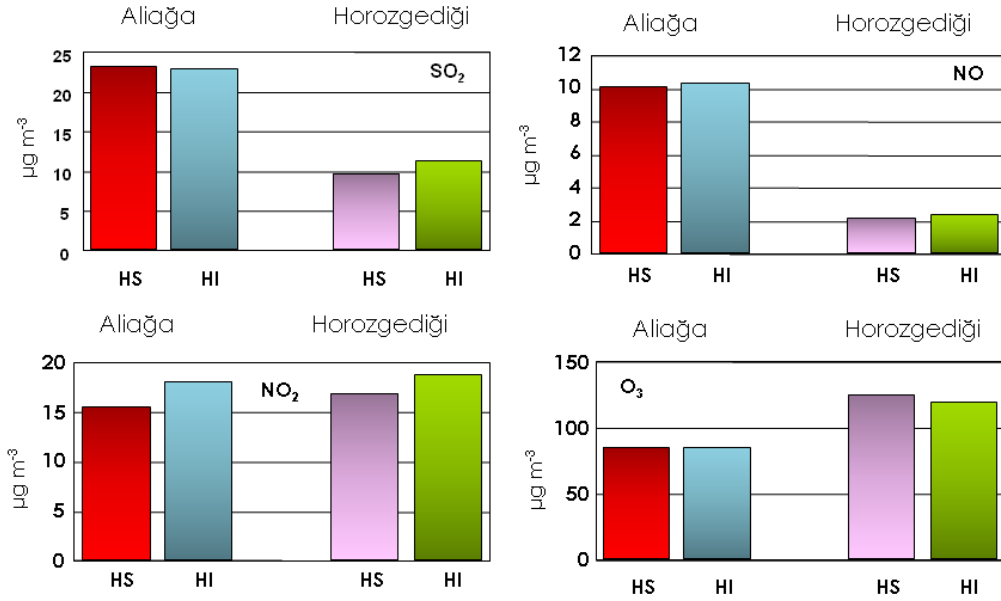 Aliağa Horozgediği
SO2
µg m-3
25
20
15
10
5
0
HS HI HS HI
Aliağa Horozgediği
NO
µg m-3
12
10
8
6
4
2
0
HS HI HS HI
Aliağa Horozgediği
NO2
µg m-3
20
15
10
5
0
HS HI HS HI
Aliağa Horozgediği
O3
µg m-3
150
100
50
0
HS HI HS HI